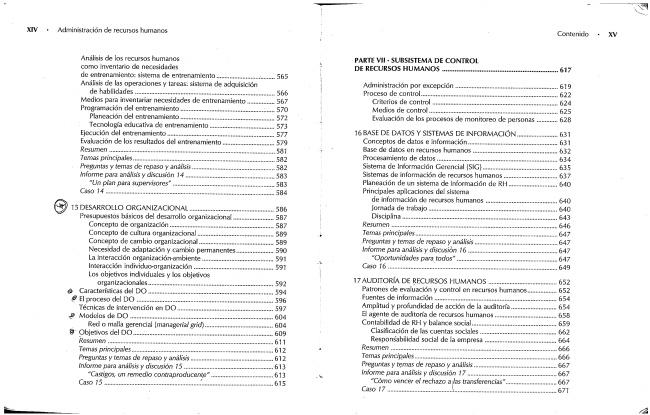 XIV • Administración de recursos humanos
Análisis de los recursos humanos
como inventario de necesidades
de entrenamiento: sistema de entrenamiento 565
Análisis de las operaciones y tareas: sistema de adquisición
de habilidades 566
Medios para inventariar necesidades de entrenamiento 567
Programación del entrenamiento 570
Planeación del entrenamiento 572
Tecnología educativa de entrenamiento 573
Ejecución del entrenamiento 577
Evaluación de los resultados del entrenamiento 579
Resumen 581
Temas principales 582
Preguntas y temas de repaso y análisis 582
Informe para análisis y discusión 14 583
"Un plan para supervisores" 583
Caso 14 584
15 DESARROLLO ORGANIZACIONAL 586
Presupuestos básicos del desarrollo organizacional 587
Concepto de organización 587
Concepto de cultura organizacional 589
Concepto de cambio organizacional 589
Necesidad de adaptación y cambio permanentes 590
La interacción organización-ambiente 591
Interacción individuo-organización 591
Los objetivos individuales y los objetivos
organizacionales 592
Características del DO 594
El proceso del DO 596
Técnicas de intervención en DO 597
Modelos de DO 604
Red o malla gerencial (managerial grid) 604
Objetivos del DO 609
Resumen 611
Temas principales 612
Preguntas y temas de repaso y análisis 612
Informe para análisis y discusión 15 613
"Castigos, un remedio contraproducente" 613
Caso 15 615
Contenido • XV
PARTE VII - SUBSISTEMA DE CONTROL
DE RECURSOS HUMANOS 617
Administración por excepción 619
Proceso de control 622
Criterios de control 624
Medios de control 625
Evaluación de los procesos de monitoreo de personas 628
16 BASE DE DATOS Y SISTEMAS DE INFORMACIÓN 631
Conceptos de datos e información 631
Base de datos en recursos humanos 632
Procesamiento de datos 634
Sistema de Información Gerencial (SIG) 635
Sistemas de información de recursos humanos 637
Planeación de un sistema de información de RH 640
Principales aplicaciones del sistema
de información de recursos humanos 640
Jornada de trabajo 640
Disciplina 643
Resumen 646
Temas principales 647
Preguntas y temas de repaso y análisis 647
Informe para análisis y discusión 16 647
"Oportunidades para todos" 647
Caso 16 649
17 AUDITORÍA DE RECURSOS HUMANOS 652
Patrones de evaluación y control en recursos humanos 652
Fuentes de información 654
Amplitud y profundidad de acción de la auditoría 654
El agente de auditoría de recursos humanos 658
Contabilidad de RH y balance social 659
Clasificación de las cuentas sociales 662
Responsabilidad social de la empresa 664
Resumen 666
Temas principales 666
Preguntas y temas de repaso y análisis 667
Informe para análisis y discusión 17 667
"Cómo vencer el rechazo a las transferencias" 667
Caso 17 671